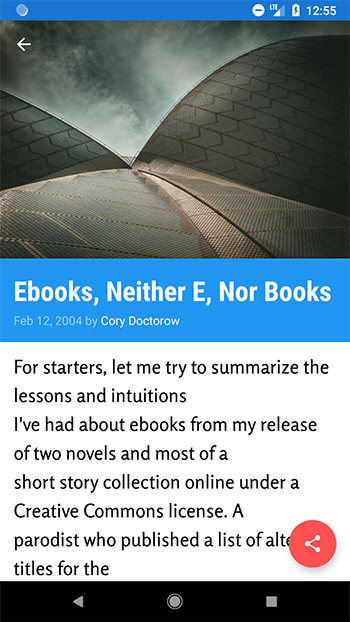 LTE 12:55
Ebooks, Neither E, Nor Books
Feb 12, 2004 by Cory Doctorow
For starters, let me try to summarize the
lessons and intuitions
I've had about ebooks from my release
of two novels and most of a
short story collection online under a
Creative Commons license. A
parodist who published a list of
titles for the